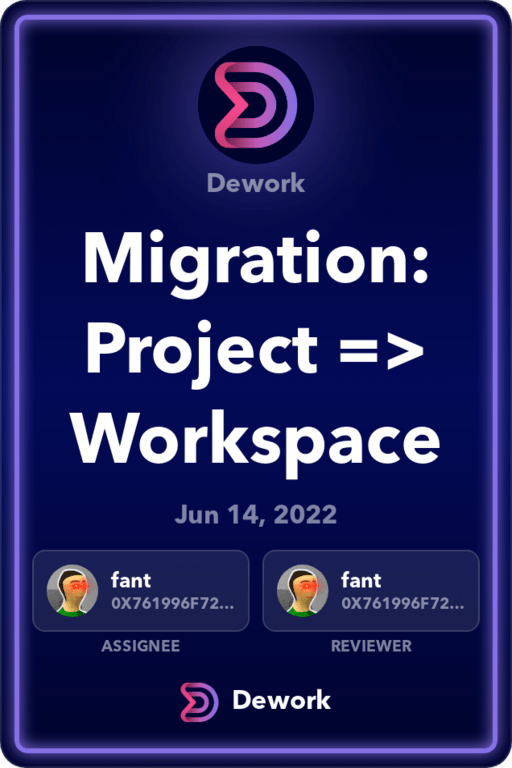 Dework
Migration:
Project =>
Workspace
Jun 14, 2022
fant
0X761996F72...
ASSIGNEE
fant
0X761996F72...
REVIEWER
Dework